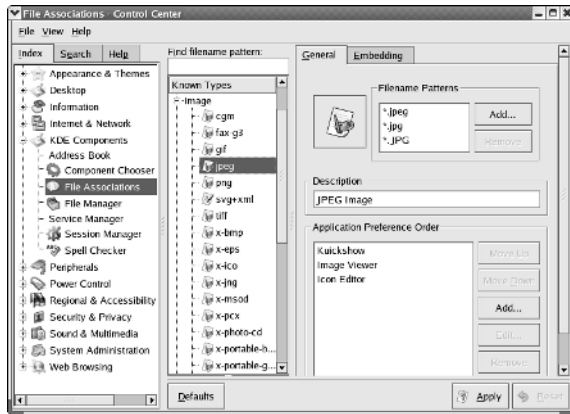 File Associations - Control Center
File View Help
Index Search Help
Appearance & Themes
Desktop
Information
Internet & Network
KDE Components
Address Book
Component Chooser
File Associations
File Manager
Service Manager
Session Manager
Spell Checker
Peripherals
Power Control
Regional & Accessibility
Security & Privacy
Sound & Multimedia
System Administration
Web Browsing
Find filename pattern:
Known Types
image
cgm
fax-g3
gif
jpeg
png
svg+xml
tiff
x-bmp
x-eps
x-ico
x-jng
x-msod
x-pcx
x-photo-cd
x-portable-b...
x-portable-g...
General Embedding
Filename Patterns
*.jpeg
*.jpg
*.JPG
Add...
Remove
Description
JPEG Image
Application Preference Order
Kuickshow
Image Viewer
Icon Editor
Move Up
Move Down
Add...
Edit...
Remove
Defaults
Apply
Reset